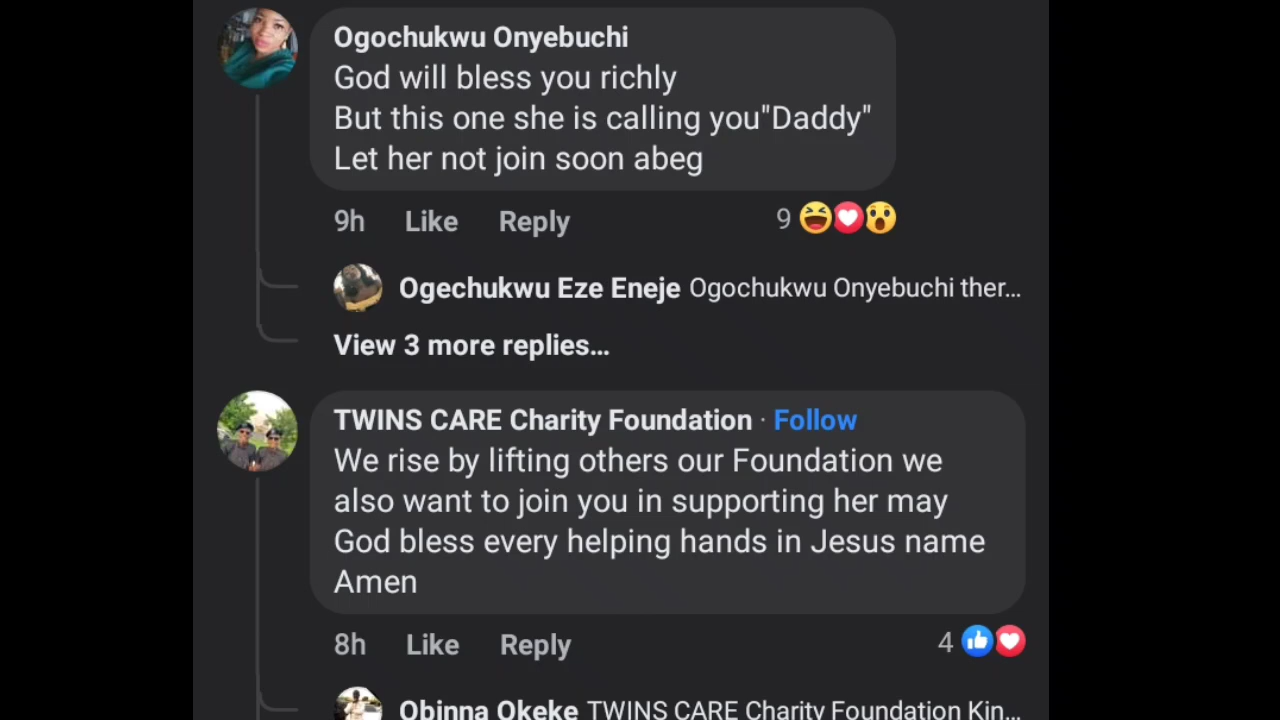 Ogochukwu Onyebuchi
God will bless you richly
But this one she is calling you"Daddy"
Let her not join soon abeg
9h Like Reply 9
Ogechukwu Eze Eneje Ogochukwu Onyebuchi ther...
View 3 more replies...
TWINS CARE Charity Foundation · Follow
We rise by lifting others our Foundation we
also want to join you in supporting her may
God bless every helping hands in Jesus name
Amen
8h Like Reply 4
Obinna Okeke TWINS CARE Charity Foundation Kin...